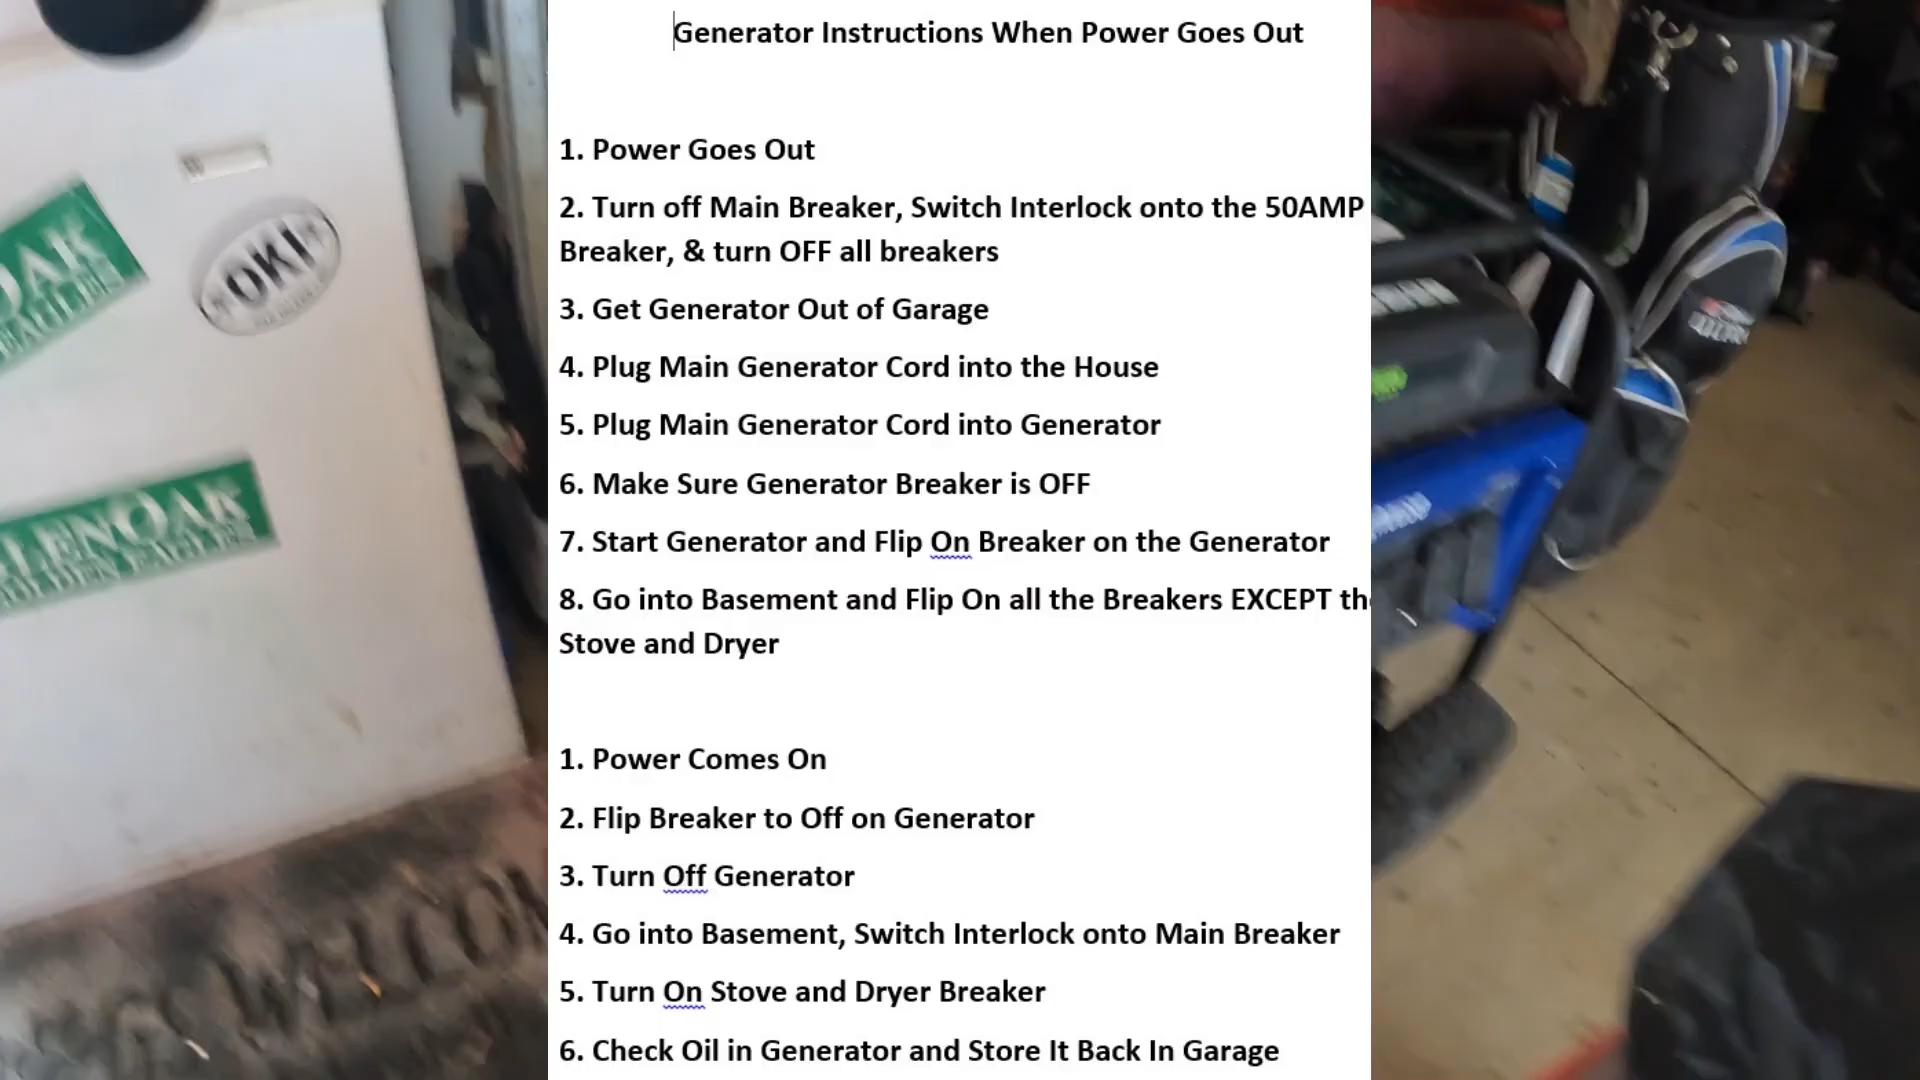 Generator Instructions When Power Goes Out
1. Power Goes Out
2. Turn off Main Breaker, Switch Interlock onto the 50AMP
Breaker, & turn OFF all breakers
3. Get Generator Out of Garage
4. Plug Main Generator Cord into the House
5. Plug Main Generator Cord into Generator
6. Make Sure Generator Breaker is OFF
7. Start Generator and Flip On Breaker on the Generator
8. Go into Basement and Flip On all the Breakers EXCEPT the
Stove and Dryer
1. Power Comes On
2. Flip Breaker to Off on Generator
3. Turn Off Generator
4. Go into Basement, Switch Interlock onto Main Breaker
5. Turn On Stove and Dryer Breaker
6. Check Oil in Generator and Store It Back In Garage
OAK
EAGLES
OKI
GLENOAK
GOLDEN EAGLES